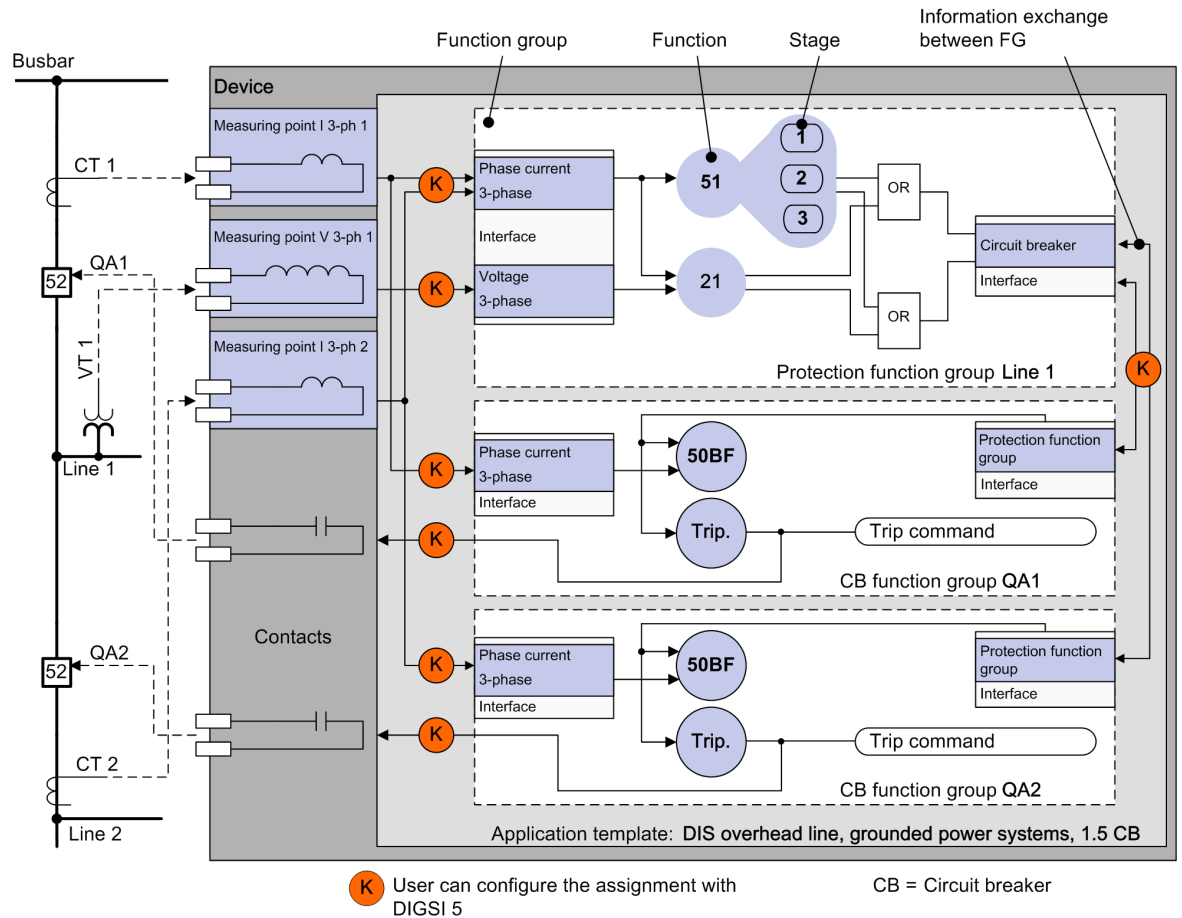 Function group
Function
Stage
Information exchange
between FG
Busbar
Device
Measuring point I 3-ph 1
CT 1
K
Phase current
3-phase
Interface
Voltage
3-phase
51
1
2
3
OR
Circuit breaker
Interface
Measuring point V 3-ph 1
QA1
52
K
21
OR
VT 1
Measuring point I 3-ph 2
Protection function group Line 1
K
Line 1
K
Phase current
3-phase
Interface
50BF
Protection function
group
Interface
K
Trip.
Trip command
CB function group QA1
Contacts
QA2
52
K
Phase current
3-phase
Interface
50BF
Protection function
group
Interface
K
Trip.
Trip command
CB function group QA2
CT 2
Line 2
Application template: DIS overhead line, grounded power systems, 1.5 CB
K
User can configure the assignment with
DIGSI 5
CB = Circuit breaker